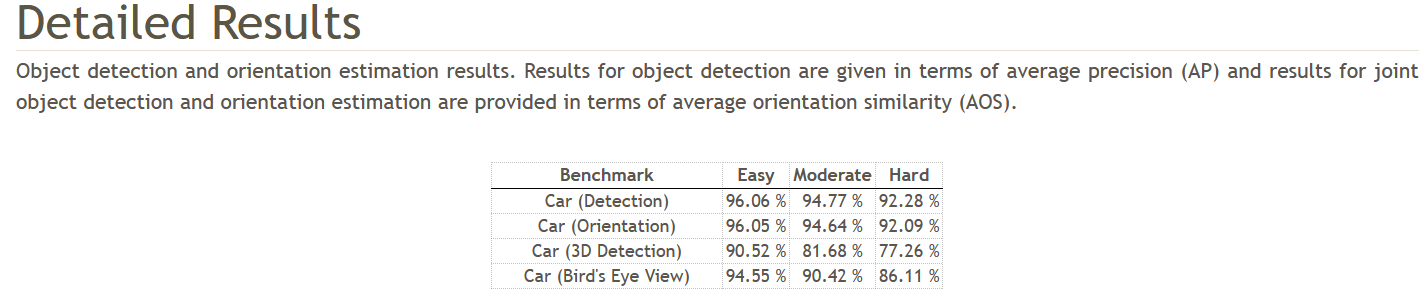 Detailed Results
Object detection and orientation estimation results. Results for object detection are given in terms of average precision (AP) and results for joint
object detection and orientation estimation are provided in terms of average orientation similarity (AOS).
Benchmark Easy Moderate Hard
Car (Detection) 96.06 % 94.77 % 92.28 %
Car (Orientation) 96.05 % 94.64 % 92.09 %
Car (3D Detection) 90.52 % 81.68 % 77.26 %
Car (Bird's Eye View) 94.55 % 90.42 % 86.11 %